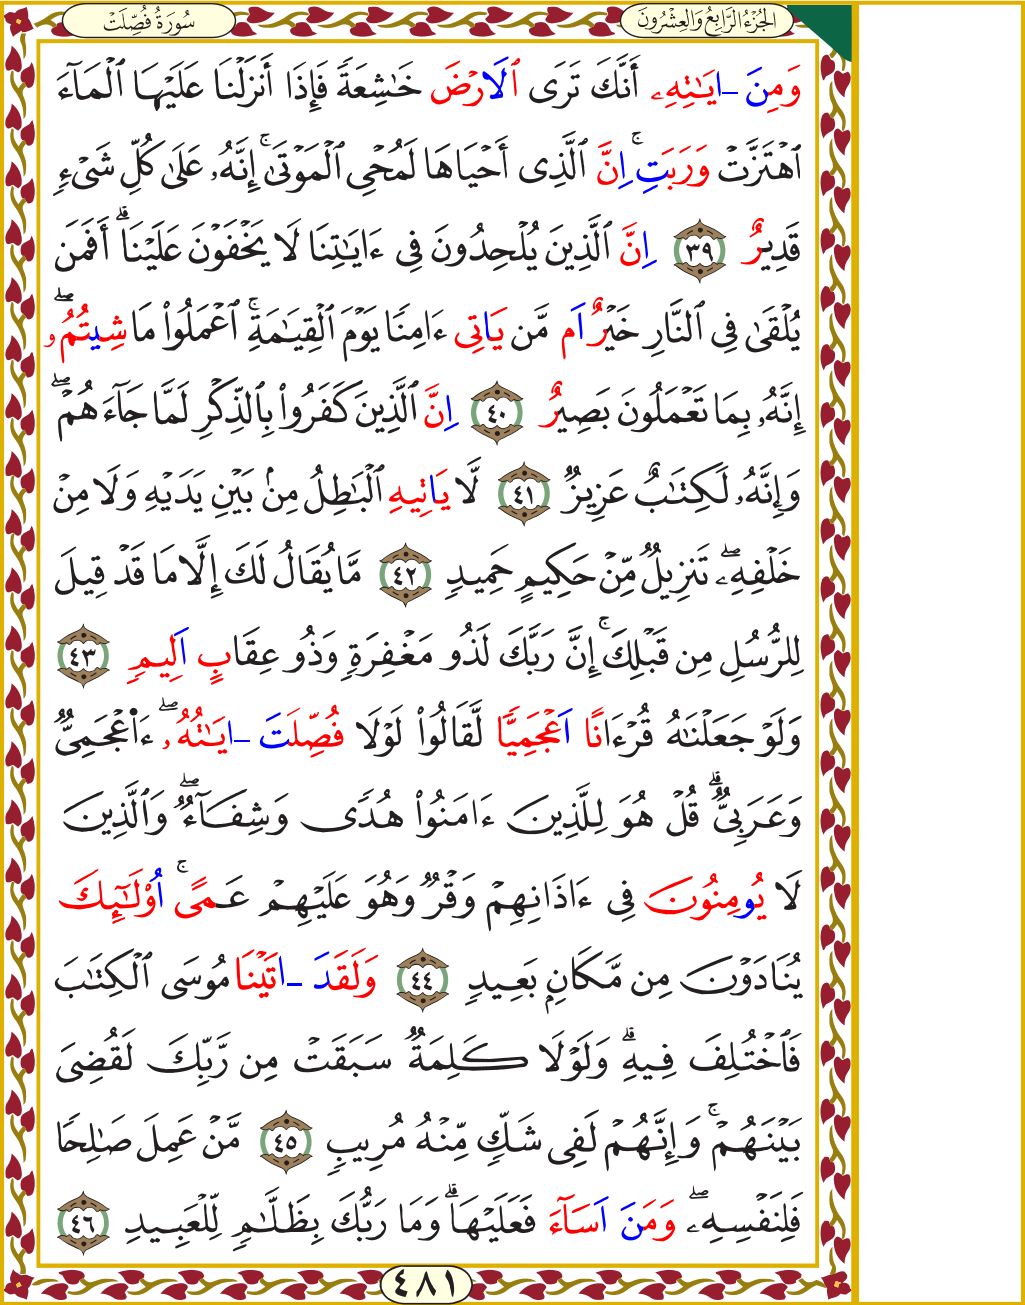 سُورَةُ فُصِّلَتْ
الجُزْءُ الرَّابِعُ وَالعِشْرُونَ
وَمِنَ اٰيَٰتِهِۦ أَنَّكَ تَرَى ٱلَارْضَ خَٰشِعَةٗ فَإِذَا أَنزَلْنَا عَلَيْهَا ٱلْمَآءَ
ٱهْتَزَّتْ وَرَبَتِ اِنَّ ٱلَّذِى أَحْيَاهَا لَمُحْىِ ٱلْمَوْتَىٰٓۚ إِنَّهُۥ عَلَىٰ كُلِّ شَىْءٖ
قَدِيرٌ ٣٩ اِنَّ ٱلَّذِينَ يُلْحِدُونَ فِى ءَايَٰتِنَا لَا يَخْفَوْنَ عَلَيْنَاۗ أَفَمَن
يُلْقَىٰ فِى ٱلنَّارِ خَيْرٌ اَم مَّن يَاتِى ءَامِنٗا يَوْمَ ٱلْقِيَٰمَةِۚ ٱعْمَلُوا۟ مَا شِيتُمُۥۖ
إِنَّهُۥ بِمَا تَعْمَلُونَ بَصِيرٌ ٤٠ اِنَّ ٱلَّذِينَ كَفَرُوا۟ بِٱلذِّكْرِ لَمَّا جَآءَهُمْۖ
وَإِنَّهُۥ لَكِتَٰبٌ عَزِيزٞ ٤١ لَّا يَاتِيهِ ٱلْبَٰطِلُ مِنۢ بَيْنِ يَدَيْهِ وَلَا مِنْ
خَلْفِهِۦۖ تَنزِيلٞ مِّنْ حَكِيمٍ حَمِيدٖ ٤٢ مَّا يُقَالُ لَكَ إِلَّا مَا قَدْ قِيلَ
لِلرُّسُلِ مِن قَبْلِكَۚ إِنَّ رَبَّكَ لَذُو مَغْفِرَةٖ وَذُو عِقَابٍ اَلِيمٖ ٤٣
وَلَوْ جَعَلْنَٰهُ قُرْءَانًا اَعْجَمِيّٗا لَّقَالُوا۟ لَوْلَا فُصِّلَتَ اٰيَٰتُهُۥۖ ءَا۬عْجَمِىّٞ
وَعَرَبِىّٞۗ قُلْ هُوَ لِلَّذِينَ ءَامَنُوا۟ هُدٗى وَشِفَآءٞۖ وَٱلَّذِينَ
لَا يُومِنُونَ فِى ءَاذَانِهِمْ وَقْرٞ وَهُوَ عَلَيْهِمْ عَمًىۚ اُو۟لَٰٓئِكَ
يُنَادَوْنَ مِن مَّكَانِۭ بَعِيدٖ ٤٤ وَلَقَدَ اٰتَيْنَا مُوسَى ٱلْكِتَٰبَ
فَٱخْتُلِفَ فِيهِۗ وَلَوْلَا كَلِمَةٞ سَبَقَتْ مِن رَّبِّكَ لَقُضِىَ
بَيْنَهُمْۚ وَإِنَّهُمْ لَفِى شَكّٖ مِّنْهُ مُرِيبٖ ٤٥ مَّنْ عَمِلَ صَٰلِحٗا
فَلِنَفْسِهِۦۖ وَمَنَ اَسَآءَ فَعَلَيْهَاۗ وَمَا رَبُّكَ بِظَلَّٰمٖ لِّلْعَبِيدِ ٤٦
٤٨١